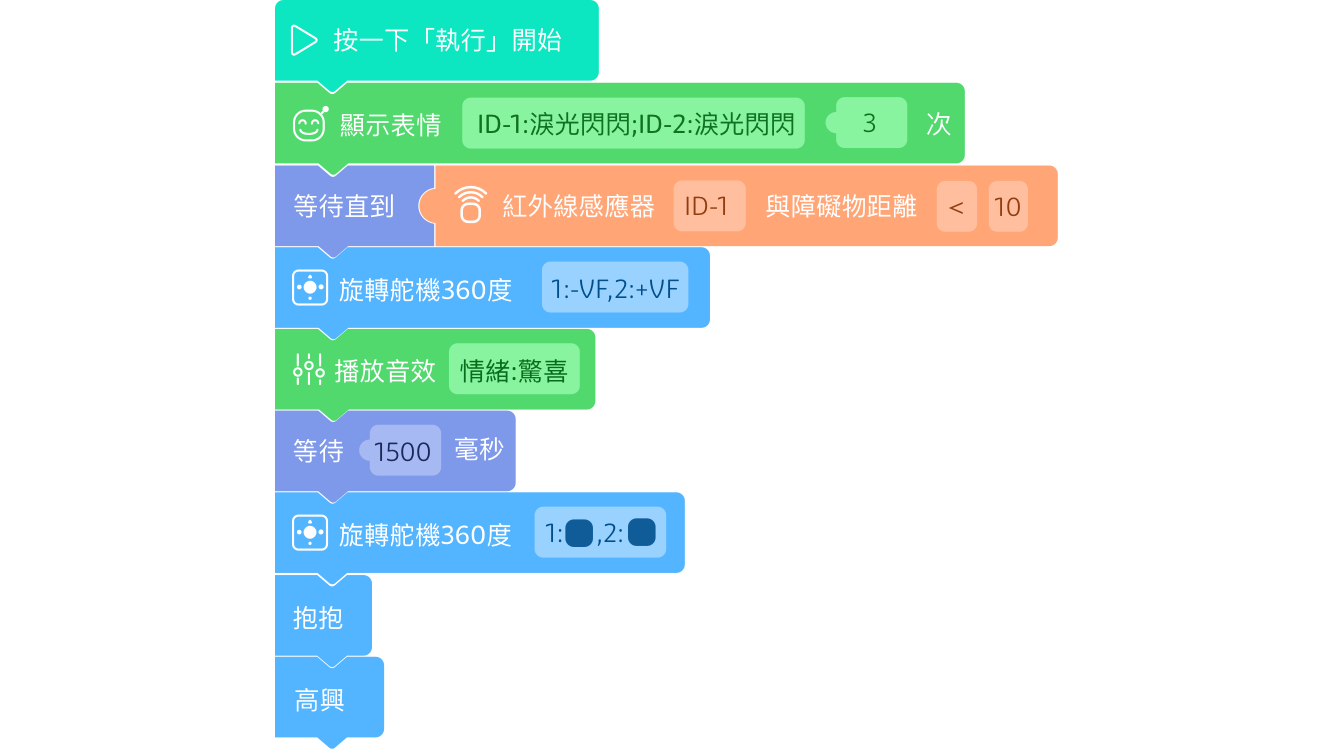 按一下「執行」開始
顯示表情 ID-1:淚光閃閃;ID-2:淚光閃閃 3 次
等待直到 紅外線感應器 ID-1 與障礙物距離 < 10
旋轉舵機360度 1:-VF,2:+VF
播放音效 情緒:驚喜
等待 1500 毫秒
旋轉舵機360度 1: ,2:
抱抱
高興